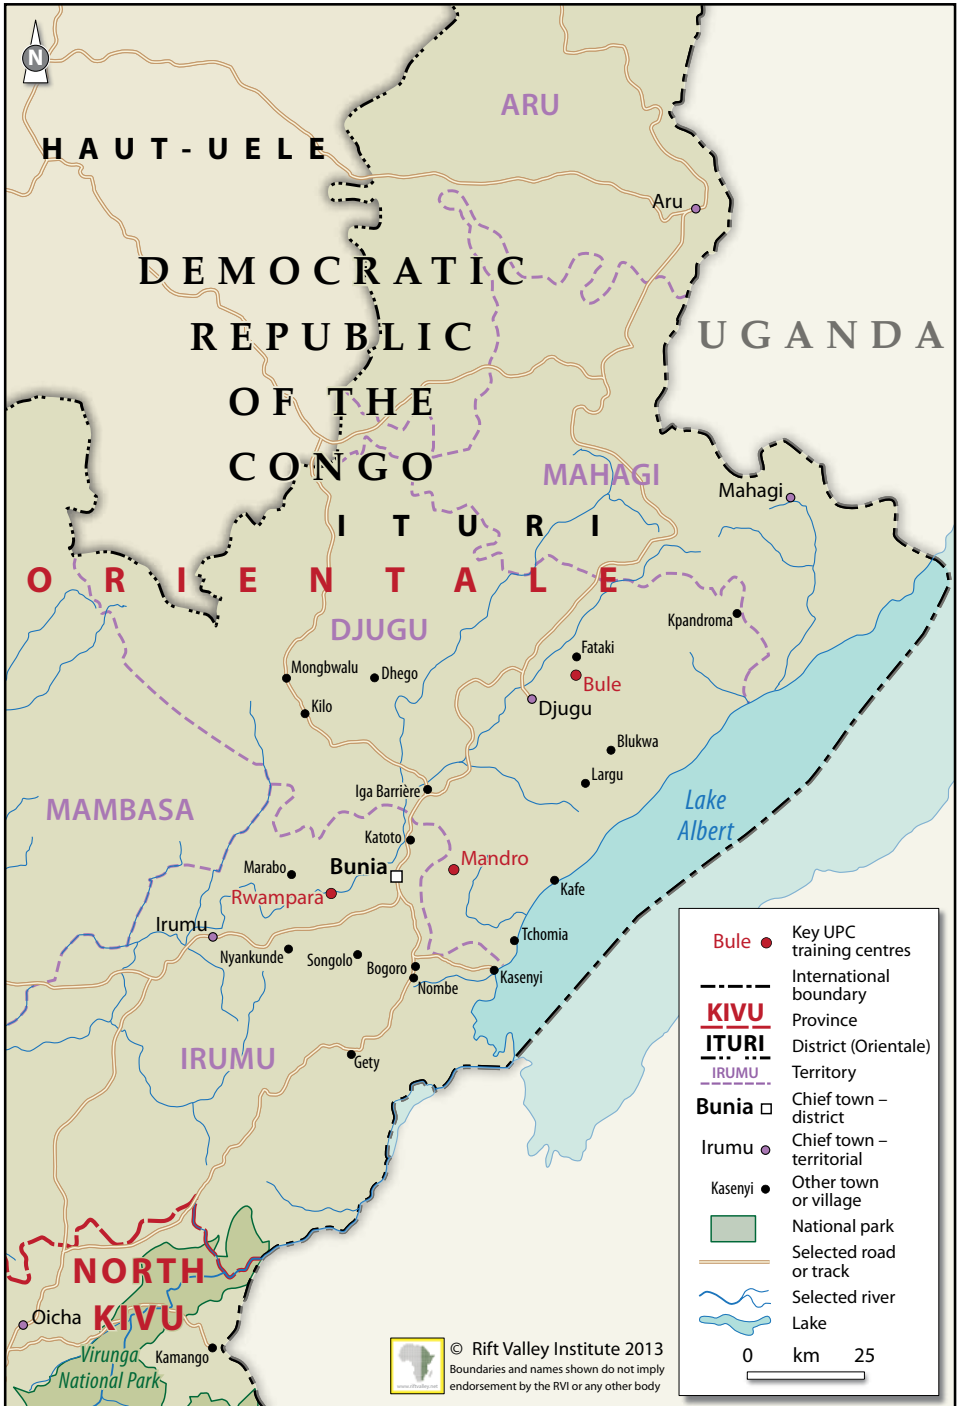 N
ARU
HAUT-UELE
Aru
DEMOCRATIC
REPUBLIC
OF THE
CONGO
UGANDA
MAHAGI
Mahagi
ITURI
ORIENTALE
DJUGU
Kpandroma
Fataki
Bule
Mongbwalu
Dhego
Kilo
Djugu
Blukwa
Largu
Iga Barrière
MAMBASA
Lake
Albert
Katoto
Bunia
Mandro
Marabo
Rwampara
Kafe
Irumu
Tchomia
Nyankunde
Songolo
Bogoro
Kasenyi
Nombe
IRUMU
Gety
NORTH
KIVU
Oicha
Virunga
National Park
Kamango
Bule
Key UPC
training centres
International
boundary
KIVU
Province
ITURI
District (Orientale)
IRUMU
Territory
Bunia
Chief town –
district
Irumu
Chief town –
territorial
Kasenyi
Other town
or village
National park
Selected road
or track
Selected river
Lake
0 km 25
www.riftvalley.net
© Rift Valley Institute 2013
Boundaries and names shown do not imply
endorsement by the RVI or any other body